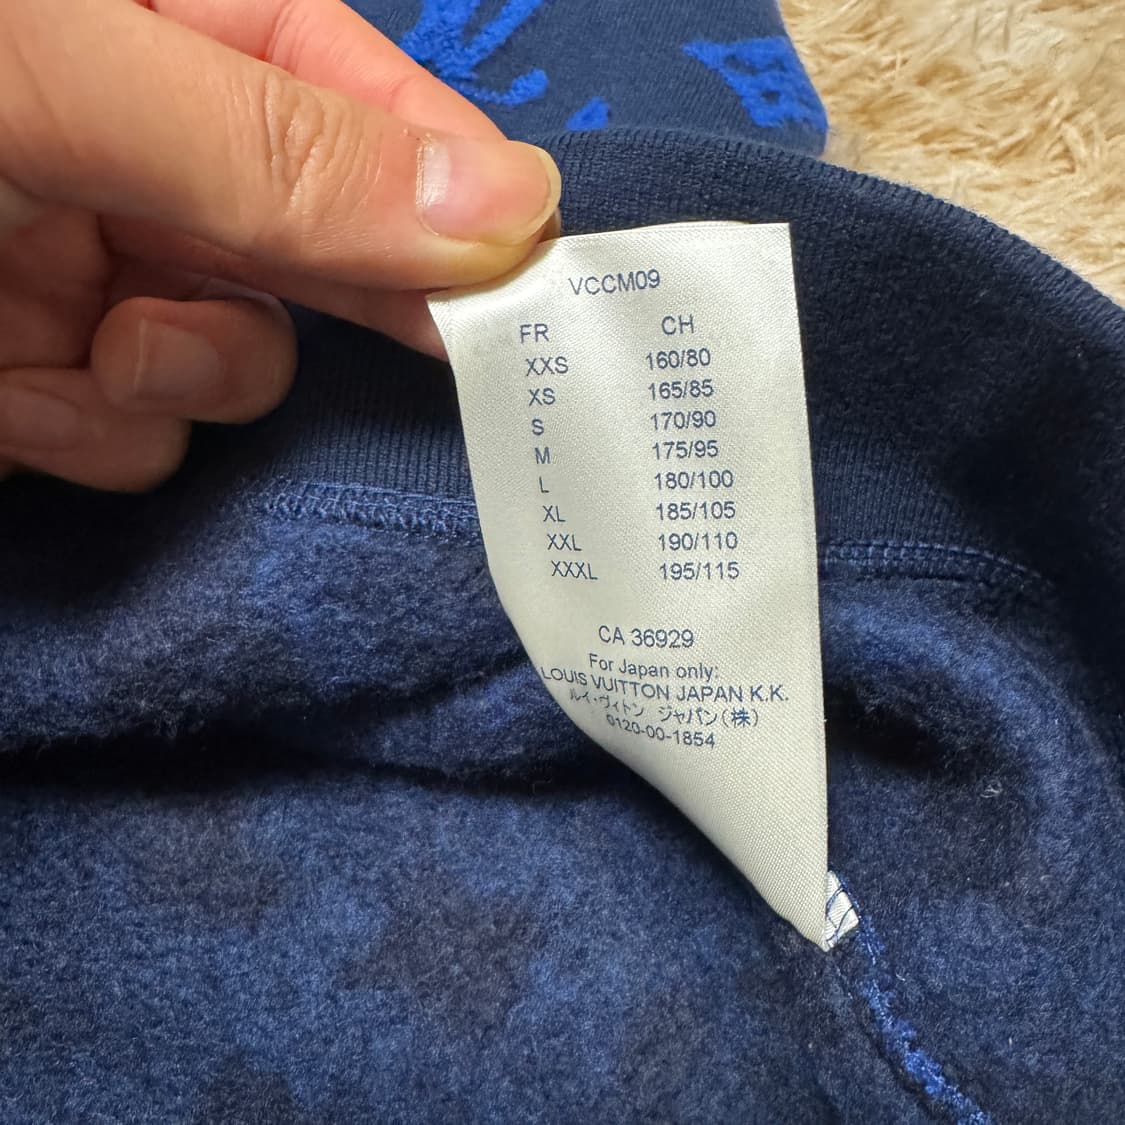 VCCM09
FR CH
XXS 160/80
XS 165/85
S 170/90
M 175/95
L 180/100
XL 185/105
XXL 190/110
XXXL 195/115
CA 36929
For Japan only:
LOUIS VUITTON JAPAN K.K.
ルイ・ヴィトン ジャパン(株)
0120-00-1854